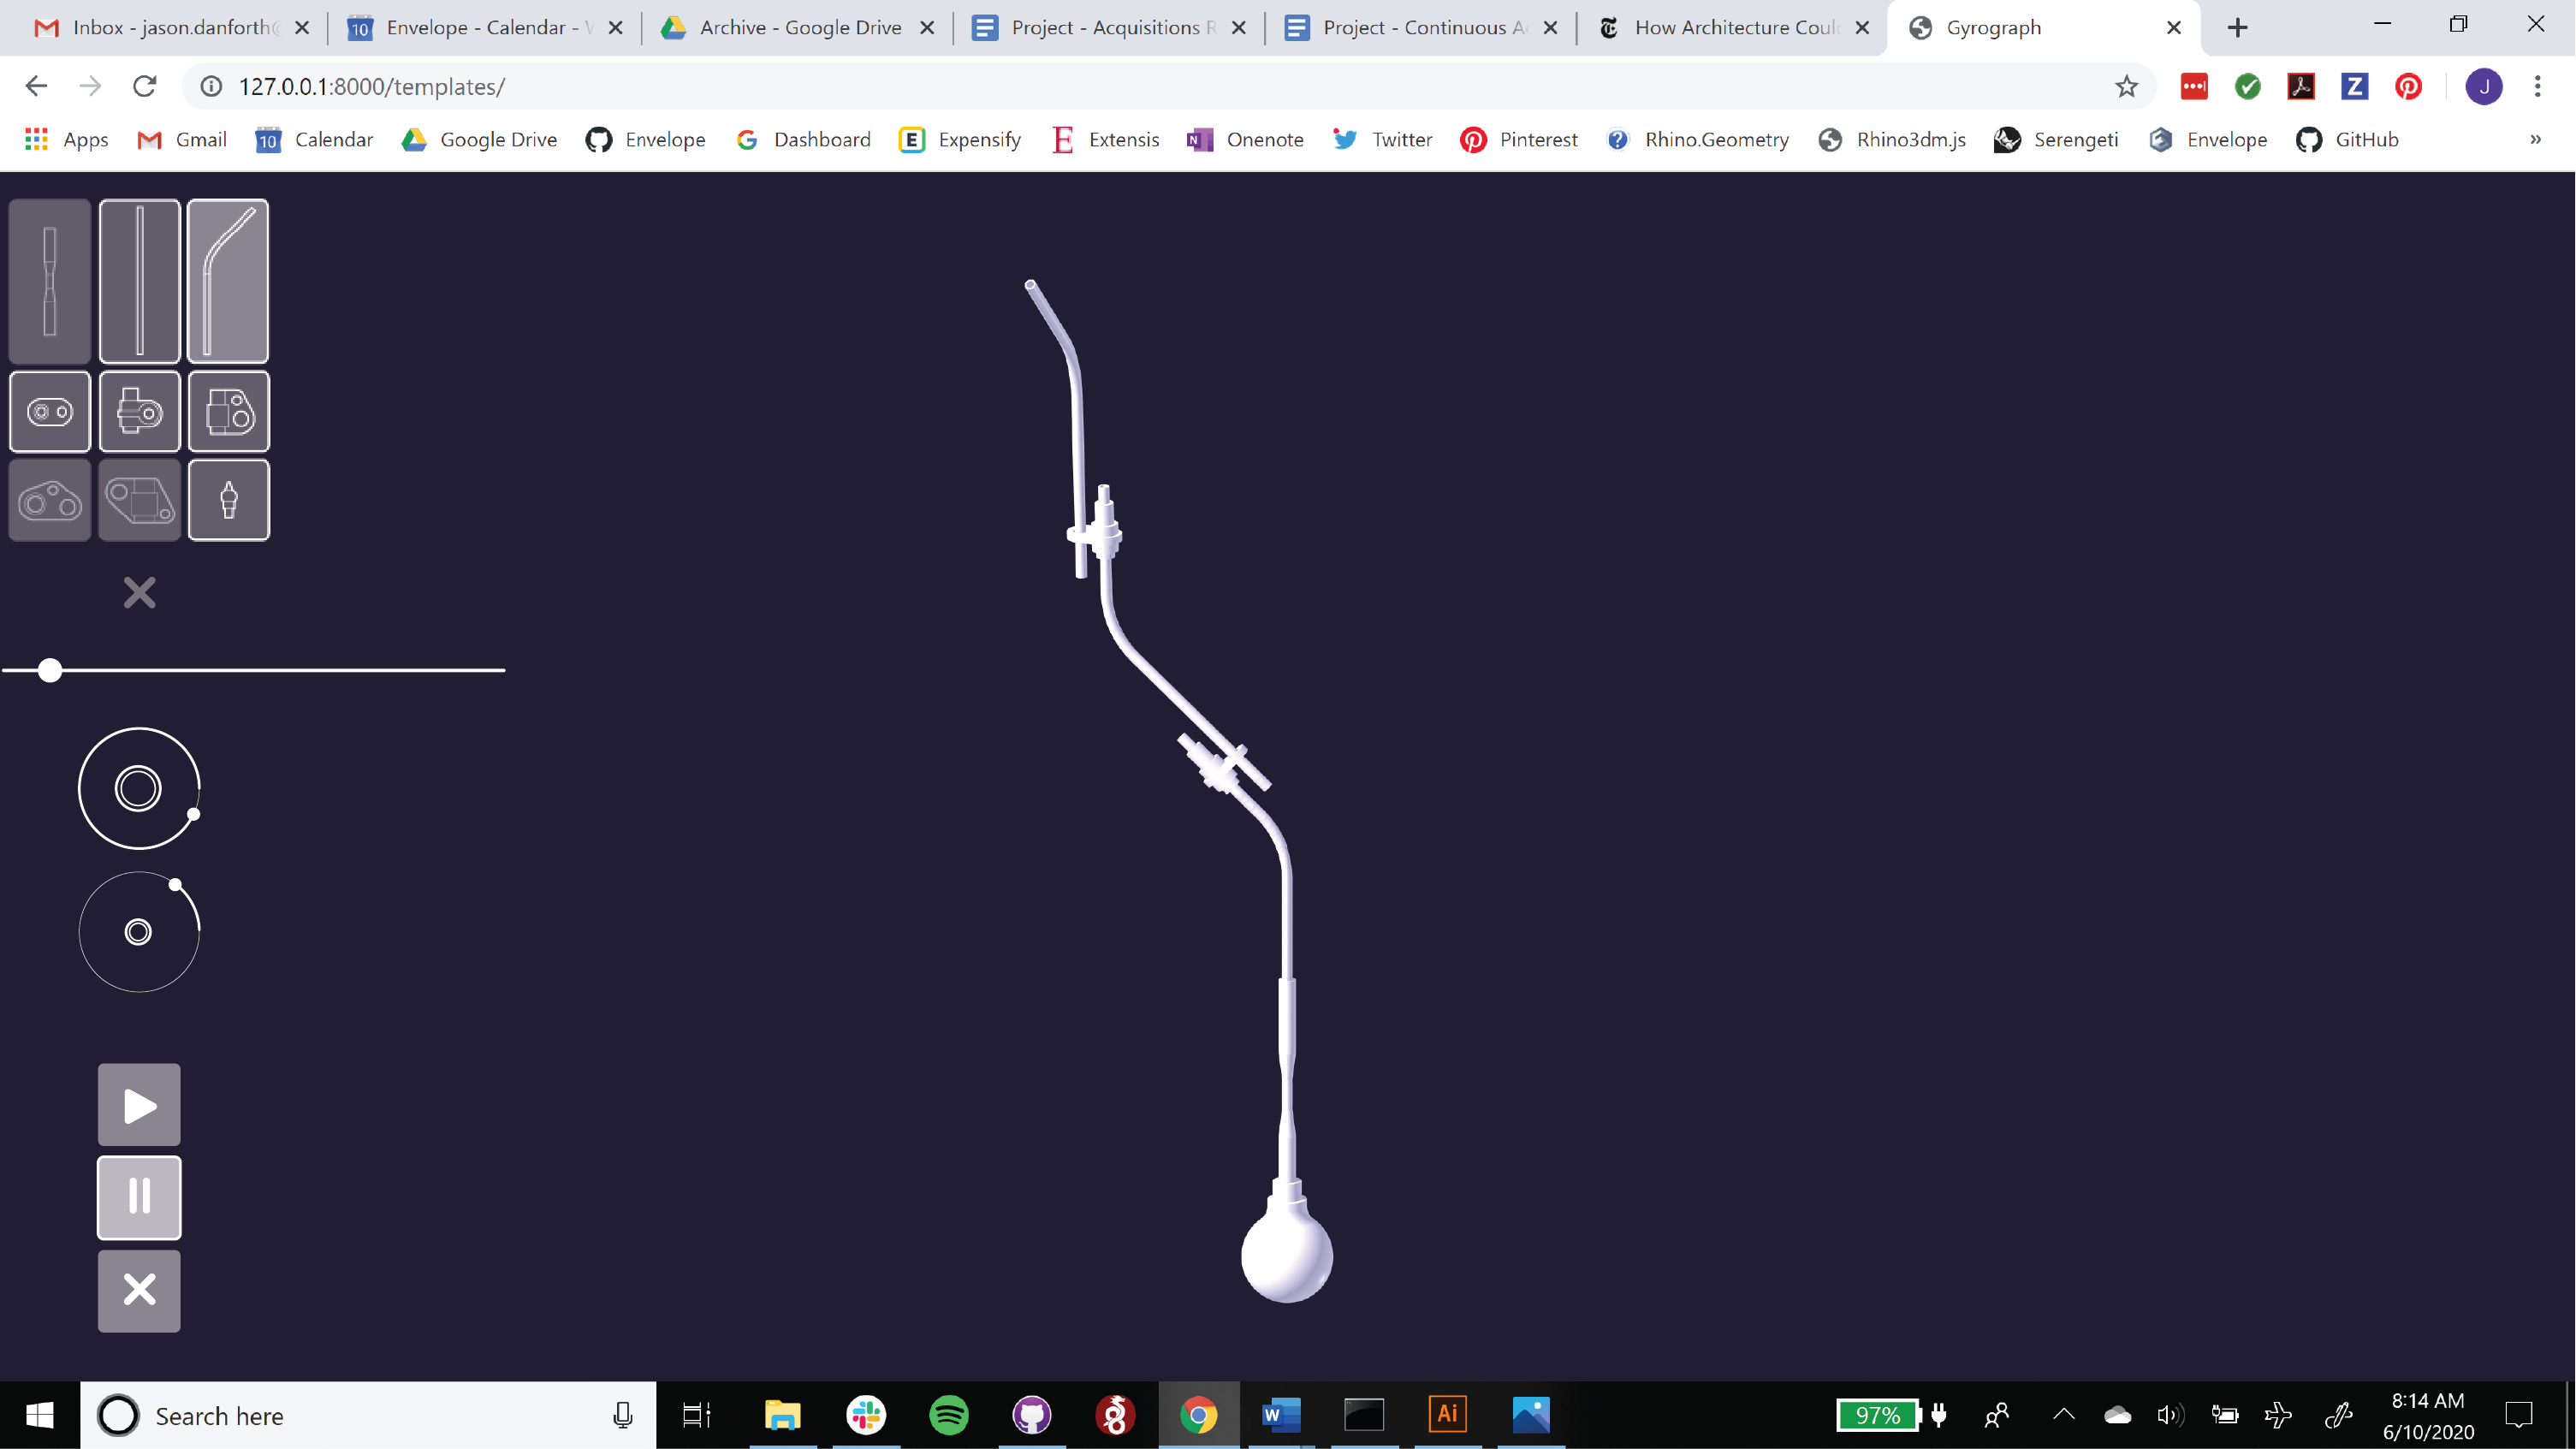 Inbox - jason.danforth@
Envelope - Calendar - W
Archive - Google Drive
Project - Acquisitions R
Project - Continuous Ac
How Architecture Coul
Gyrograph
127.0.0.1:8000/templates/
J
Apps
Gmail
10
Calendar
Google Drive
Envelope
Dashboard
Expensify
Extensis
Onenote
Twitter
Pinterest
Rhino.Geometry
Rhino3dm.js
Serengeti
Envelope
GitHub
»
Search here
97%
8:14 AM
6/10/2020